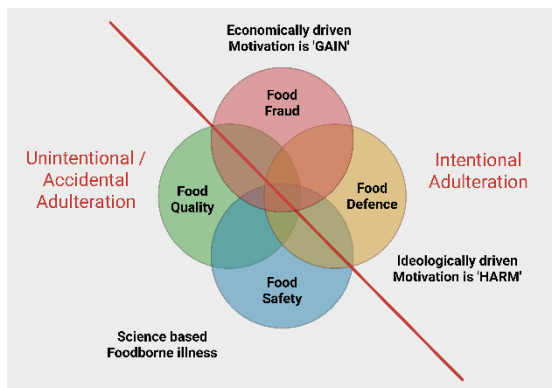 Economically driven
Motivation is 'GAIN'
Food
Fraud
Unintentional /
Accidental
Adulteration
Intentional
Adulteration
Food
Quality
Food
Defence
Ideologically driven
Motivation is 'HARM'
Food
Safety
Science based
Foodborne illness